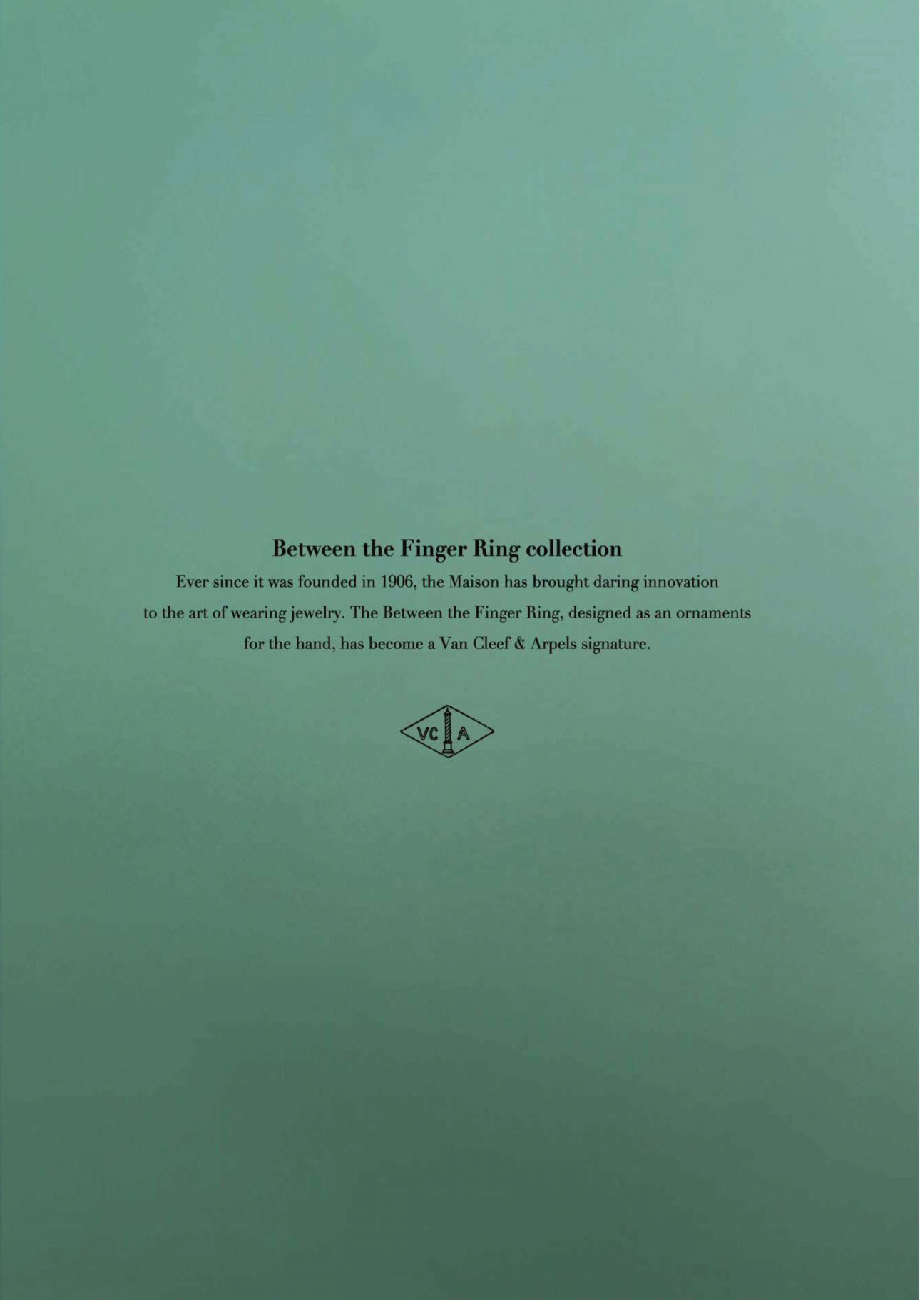 Between the Finger Ring collection
Ever since it was founded in 1906, the Maison has brought daring innovation
to the art of wearing jewelry. The Between the Finger Ring, designed as an ornaments
for the hand, has become a Van Cleef & Arpels signature.
VC A